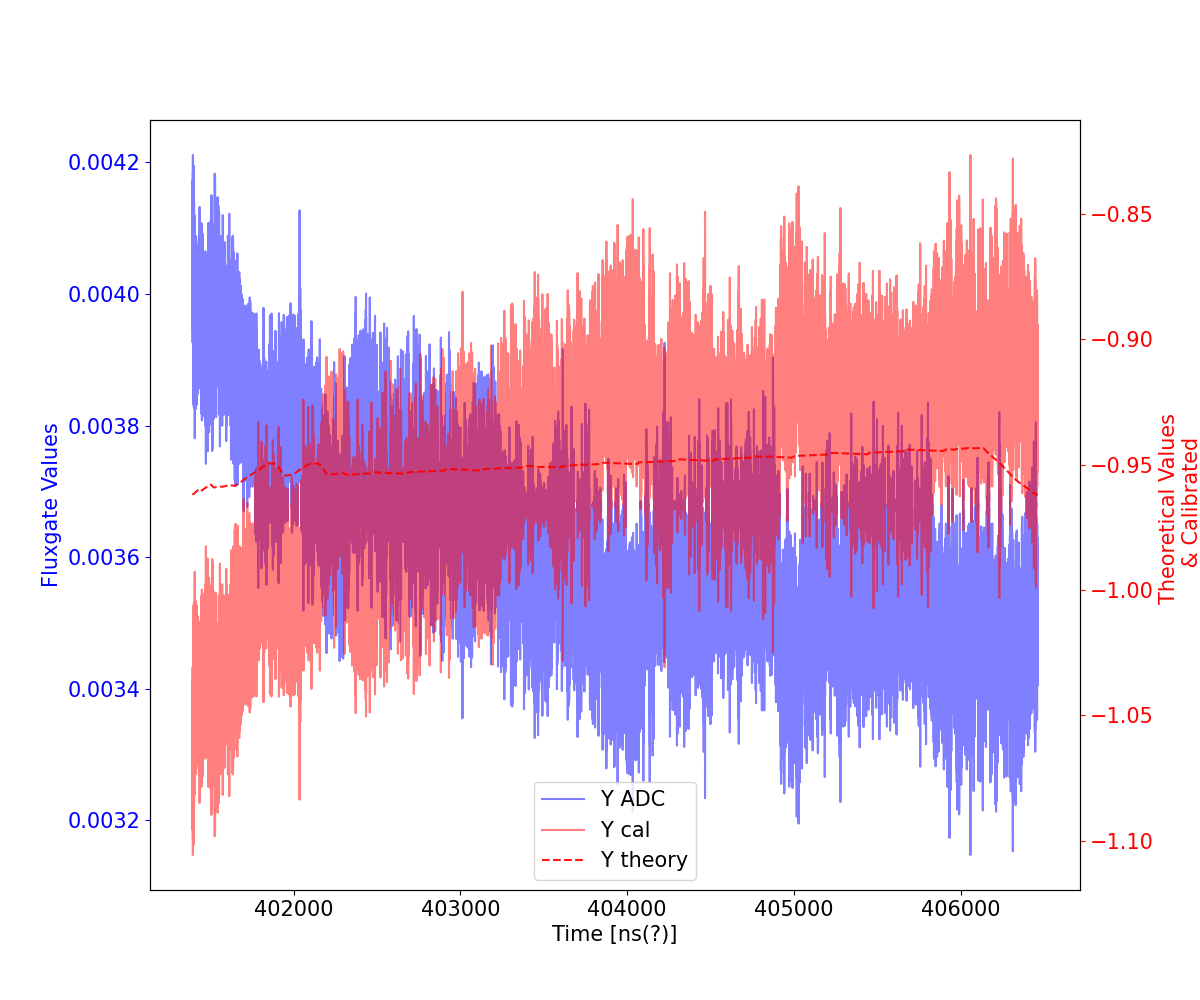 0.0042
0.0040
0.0038
0.0036
0.0034
0.0032
Fluxgate Values
−0.85
−0.90
−0.95
−1.00
−1.05
−1.10
Theoretical Values
& Calibrated
Y ADC
Y cal
Y theory
402000 403000 404000 405000 406000
Time [ns(?)]